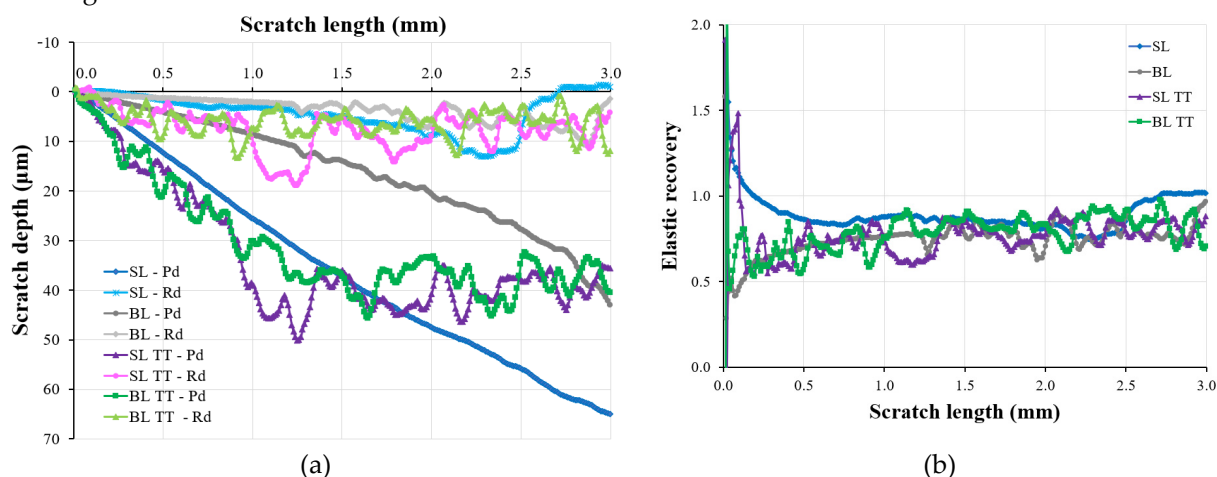 Scratch length (mm)
-10
0
10
20
30
40
50
60
70
0.0 0.5 1.0 1.5 2.0 2.5 3.0
Scratch depth (µm)
SL - Pd
SL - Rd
BL - Pd
BL - Rd
SL TT - Pd
SL TT - Rd
BL TT - Pd
BL TT - Rd
(a)
2.0
1.5
1.0
0.5
0.0
Elastic recovery
SL
BL
SL TT
BL TT
0.0 0.5 1.0 1.5 2.0 2.5 3.0
Scratch length (mm)
(b)